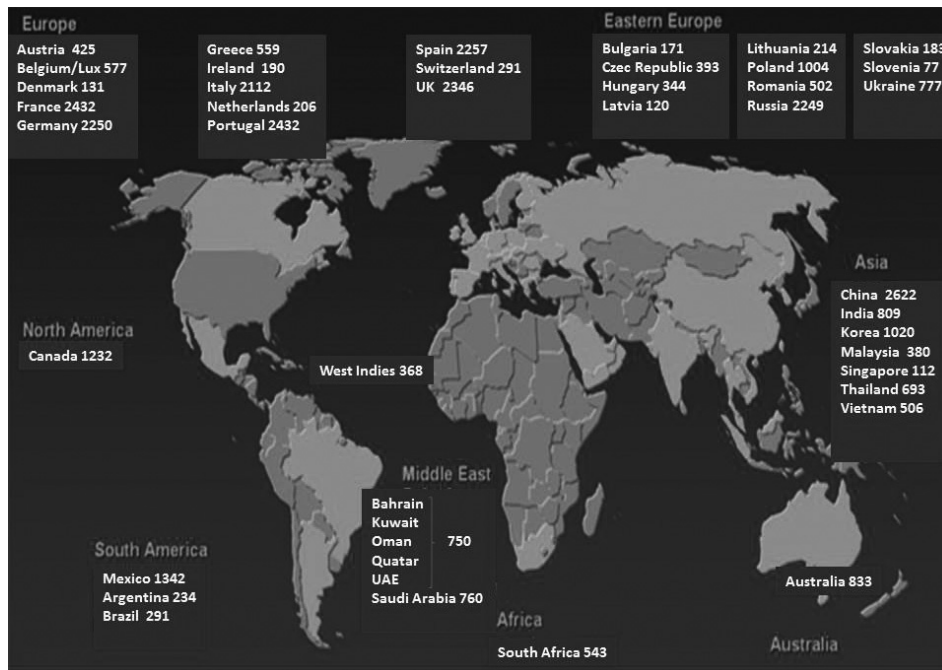 Europe
Austria 425
Belgium/Lux 577
Denmark 131
France 2432
Germany 2250
Greece 559
Ireland 190
Italy 2112
Netherlands 206
Portugal 2432
Spain 2257
Switzerland 291
UK 2346
Eastern Europe
Bulgaria 171
Czec Republic 393
Hungary 344
Latvia 120
Lithuania 214
Poland 1004
Romania 502
Russia 2249
Slovakia 183
Slovenia 77
Ukraine 777
Asia
China 2622
India 809
Korea 1020
Malaysia 380
Singapore 112
Thailand 693
Vietnam 506
North America
Canada 1232
West Indies 368
Middle East
Bahrain
Kuwait
Oman 750
Quatar
UAE
Saudi Arabia 760
South America
Mexico 1342
Argentina 234
Brazil 291
Africa
South Africa 543
Australia 833
Australia